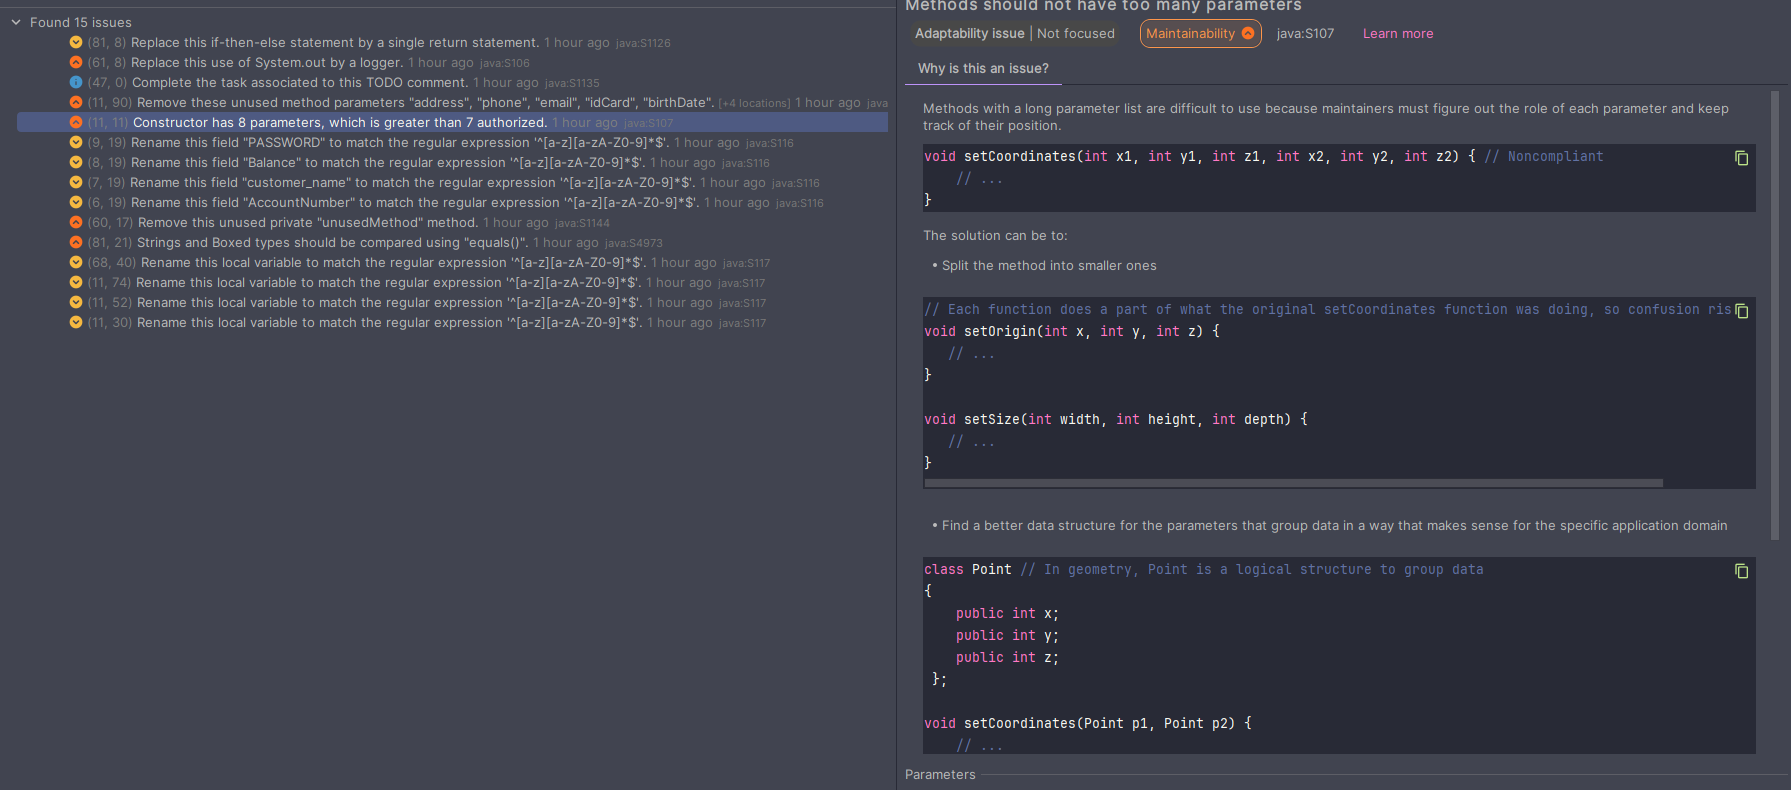 Found 15 issues
(81, 8) Replace this if-then-else statement by a single return statement. 1 hour ago java:S1126
(61, 8) Replace this use of System.out by a logger. 1 hour ago java:S106
(47, 0) Complete the task associated to this TODO comment. 1 hour ago java:S1135
(11, 90) Remove these unused method parameters "address", "phone", "email", "idCard", "birthDate". [+4 locations] 1 hour ago java
(11, 11) Constructor has 8 parameters, which is greater than 7 authorized. 1 hour ago java:S107
(9, 19) Rename this field "PASSWORD" to match the regular expression '^[a-z][a-zA-Z0-9]*$'. 1 hour ago java:S116
(8, 19) Rename this field "Balance" to match the regular expression '^[a-z][a-zA-Z0-9]*$'. 1 hour ago java:S116
(7, 19) Rename this field "customer_name" to match the regular expression '^[a-z][a-zA-Z0-9]*$'. 1 hour ago java:S116
(6, 19) Rename this field "AccountNumber" to match the regular expression '^[a-z][a-zA-Z0-9]*$'. 1 hour ago java:S116
(60, 17) Remove this unused private "unusedMethod" method. 1 hour ago java:S1144
(81, 21) Strings and Boxed types should be compared using "equals()". 1 hour ago java:S4973
(68, 40) Rename this local variable to match the regular expression '^[a-z][a-zA-Z0-9]*$'. 1 hour ago java:S117
(11, 74) Rename this local variable to match the regular expression '^[a-z][a-zA-Z0-9]*$'. 1 hour ago java:S117
(11, 52) Rename this local variable to match the regular expression '^[a-z][a-zA-Z0-9]*$'. 1 hour ago java:S117
(11, 30) Rename this local variable to match the regular expression '^[a-z][a-zA-Z0-9]*$'. 1 hour ago java:S117
Methods should not have too many parameters
Adaptability issue | Not focused Maintainability java:S107 Learn more
Why is this an issue?
Methods with a long parameter list are difficult to use because maintainers must figure out the role of each parameter and keep
track of their position.
void setCoordinates(int x1, int y1, int z1, int x2, int y2, int z2) { // Noncompliant
// ...
}
The solution can be to:
• Split the method into smaller ones
// Each function does a part of what the original setCoordinates function was doing, so confusion ris
void setOrigin(int x, int y, int z) {
// ...
}
void setSize(int width, int height, int depth) {
// ...
}
• Find a better data structure for the parameters that group data in a way that makes sense for the specific application domain
class Point // In geometry, Point is a logical structure to group data
{
public int x;
public int y;
public int z;
};
void setCoordinates(Point p1, Point p2) {
// ...
Parameters